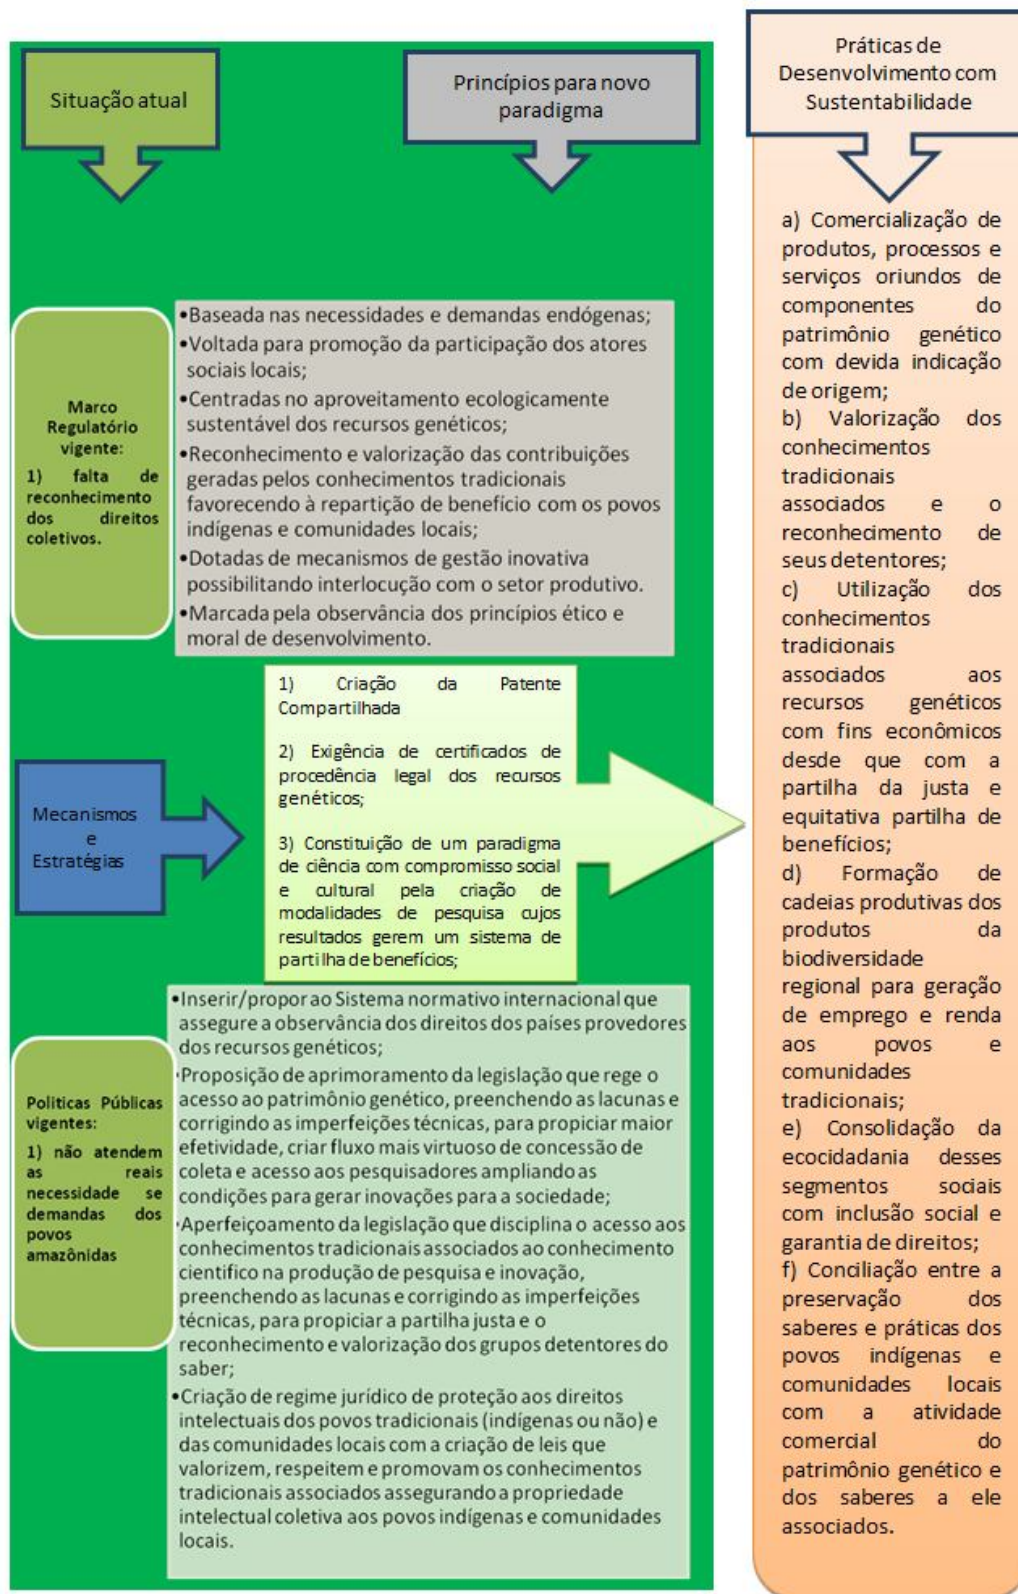 Situação atual
Princípios para novo
paradigma
Práticas de
Desenvolvimento com
Sustentabilidade
Marco
Regulatório
vigente:
1) falta de
reconhecimento
dos direitos
coletivos.
•Baseada nas necessidades e demandas endógenas;
•Voltada para promoção da participação dos atores
sociais locais;
•Centradas no aproveitamento ecologicamente
sustentável dos recursos genéticos;
•Reconhecimento e valorização das contribuições
geradas pelos conhecimentos tradicionais
favorecendo à repartição de benefício com os povos
indígenas e comunidades locais;
•Dotadas de mecanismos de gestão inovativa
possibilitando interlocução com o setor produtivo.
•Marcada pela observância dos princípios ético e
moral de desenvolvimento.
Mecanismos
e
Estratégias
1) Criação da Patente
Compartilhada
2) Exigência de certificados de
procedência legal dos recursos
genéticos;
3) Constituição de um paradigma
de ciência com compromisso social
e cultural pela criação de
modalidades de pesquisa cujos
resultados gerem um sistema de
partilha de benefícios;
Politicas Públicas
vigentes:
1) não atendem
as reais
necessidade se
demandas dos
povos
amazônidas
•Inserir/propor ao Sistema normativo internacional que
assegure a observância dos direitos dos países provedores
dos recursos genéticos;
•Proposição de aprimoramento da legislação que rege o
acesso ao patrimônio genético, preenchendo as lacunas e
corrigindo as imperfeições técnicas, para propiciar maior
efetividade, criar fluxo mais virtuoso de concessão de
coleta e acesso aos pesquisadores ampliando as
condições para gerar inovações para a sociedade;
•Aperfeiçoamento da legislação que disciplina o acesso aos
conhecimentos tradicionais associados ao conhecimento
cientifico na produção de pesquisa e inovação,
preenchendo as lacunas e corrigindo as imperfeições
técnicas, para propiciar a partilha justa e o
reconhecimento e valorização dos grupos detentores do
saber;
•Criação de regime jurídico de proteção aos direitos
intelectuais dos povos tradicionais (indígenas ou não) e
das comunidades locais com a criação de leis que
valorizem, respeitem e promovam os conhecimentos
tradicionais associados assegurando a propriedade
intelectual coletiva aos povos indígenas e comunidades
locais.
a) Comercialização de
produtos, processos e
serviços oriundos de
componentes do
patrimônio genético
com devida indicação
de origem;
b) Valorização dos
conhecimentos
tradicionais
associados e o
reconhecimento de
seus detentores;
c) Utilização dos
conhecimentos
tradicionais
associados aos
recursos genéticos
com fins econômicos
desde que com a
partilha da justa e
equitativa partilha de
benefícios;
d) Formação de
cadeias produtivas dos
produtos da
biodiversidade
regional para geração
de emprego e renda
aos povos e
comunidades
tradicionais;
e) Consolidação da
ecocidadania desses
segmentos sociais
com inclusão social e
garantia de direitos;
f) Conciliação entre a
preservação dos
saberes e práticas dos
povos indígenas e
comunidades locais
com a atividade
comercial do
patrimônio genético e
dos saberes a ele
associados.